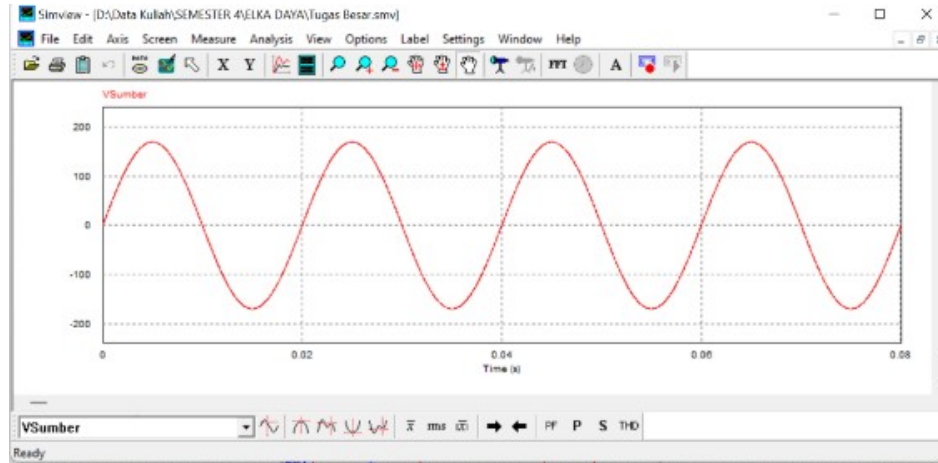 Simview - [D:\Data Kuliah\SEMESTER 4\ELKA DAYA\Tugas Besar.smv]
File Edit Axis Screen Measure Analysis View Options Label Settings Window Help
DATA X Y FFT A
VSumber
200
100
0
-100
-200
0 0.02 0.04 0.06 0.08
Time (s)
VSumber x rms |x| PF P S THD
Ready